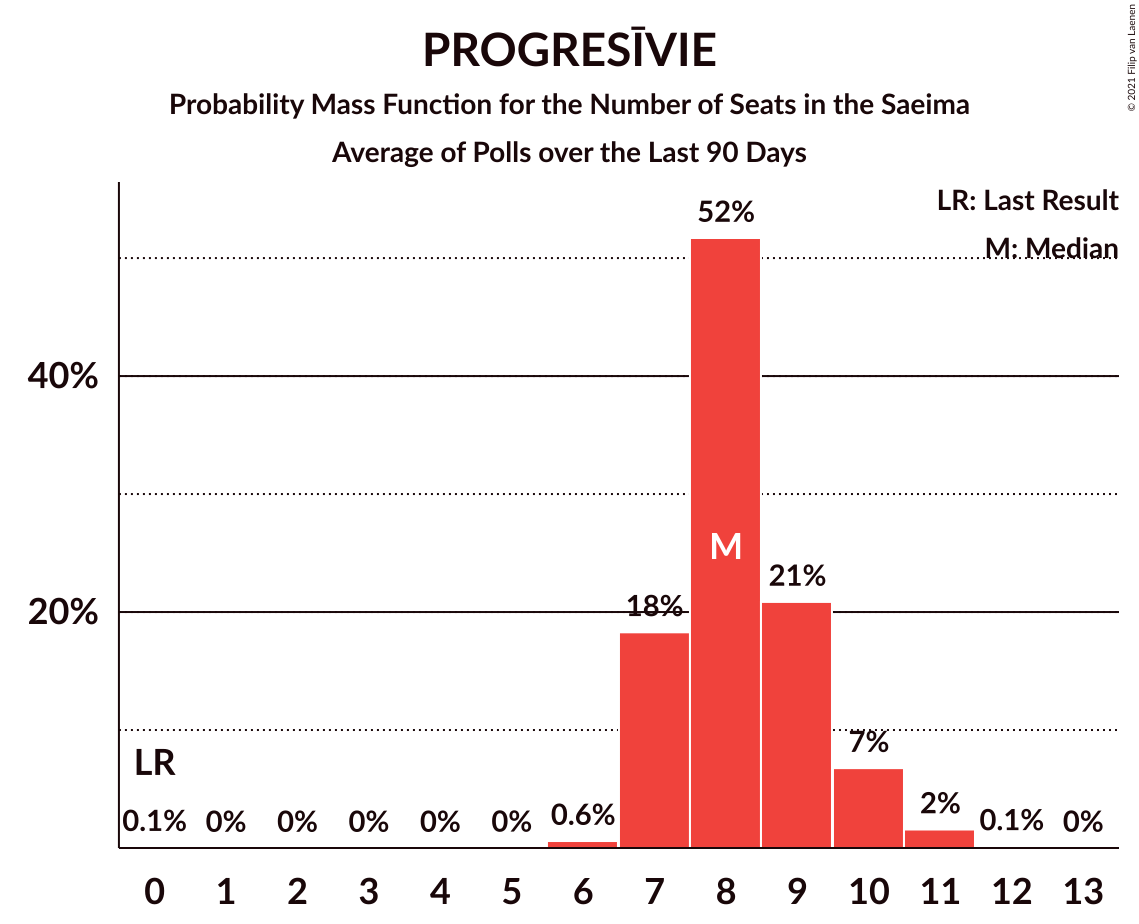 PROGRESĪVIE
Probability Mass Function for the Number of Seats in the Saeima
Average of Polls over the Last 90 Days
© 2021 Filip van Laenen
LR: Last Result
M: Median
52%
40%
M
21%
18%
20%
7%
LR
2%
0.1% 0% 0% 0% 0% 0% 0.6% 0.1% 0%
0 1 2 3 4 5 6 7 8 9 10 11 12 13